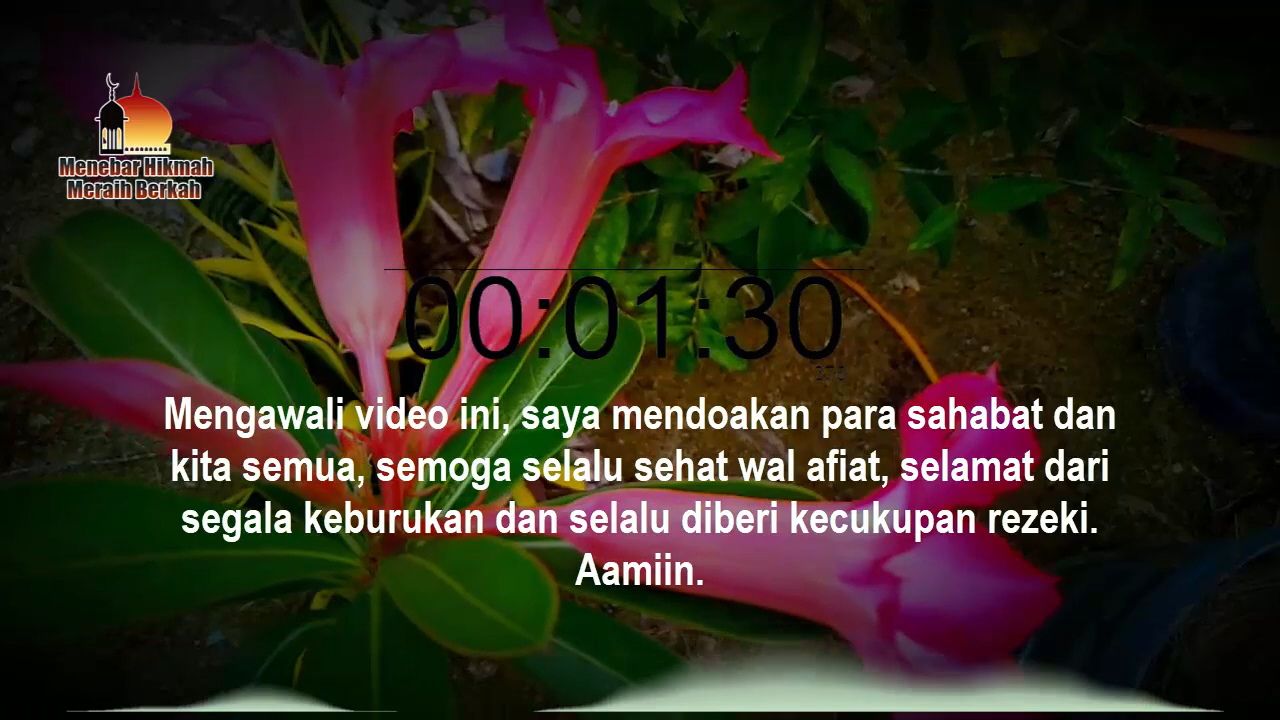 Menebar Hikmah
Meraih Berkah
00:01:30
Mengawali video ini, saya mendoakan para sahabat dan
kita semua, semoga selalu sehat wal afiat, selamat dari
segala keburukan dan selalu diberi kecukupan rezeki.
Aamiin.